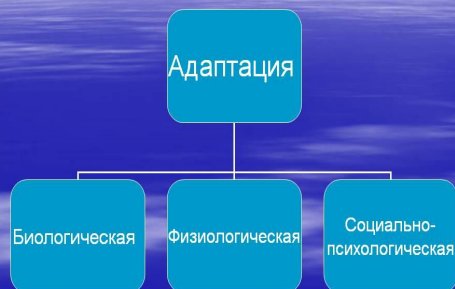 Адаптация
Биологическая
Физиологическая
Социально-
психологическая